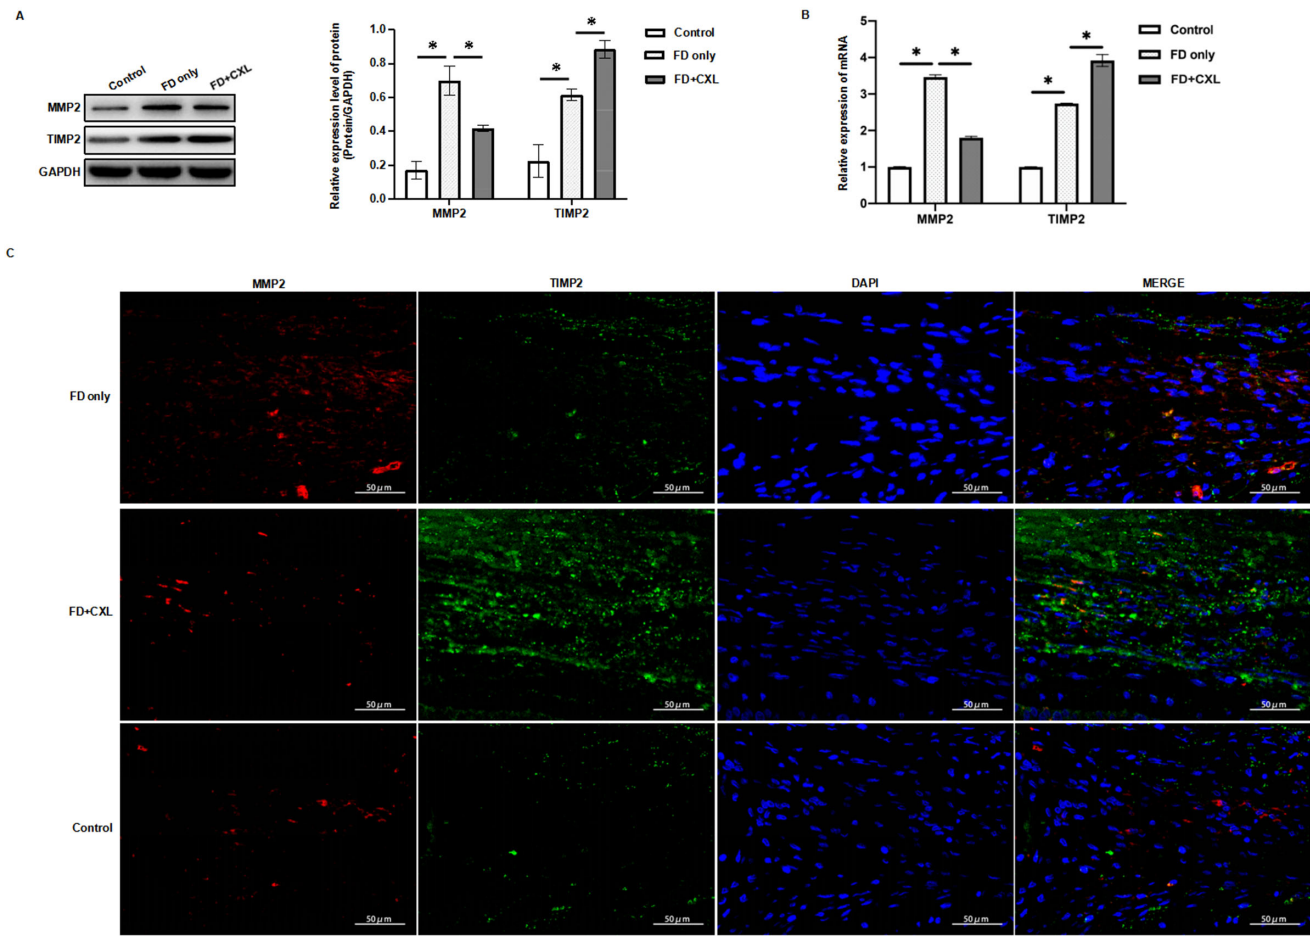 A
Control
FD only
FD+CXL
MMP2
TIMP2
GAPDH
Relative expression level of protein
(Protein/GAPDH)
1.0
0.8
0.6
0.4
0.2
0.0
* * * *
MMP2
TIMP2
Control
FD only
FD+CXL
B
Relative expression of mRNA
5
4
3
2
1
0
* * * *
MMP2
TIMP2
Control
FD only
FD+CXL
C
MMP2 TIMP2 DAPI MERGE
FD only
50 μm 50 μm 50 μm 50 μm
FD+CXL
50 μm 50 μm 50 μm 50 μm
Control
50 μm 50 μm 50 μm 50 μm